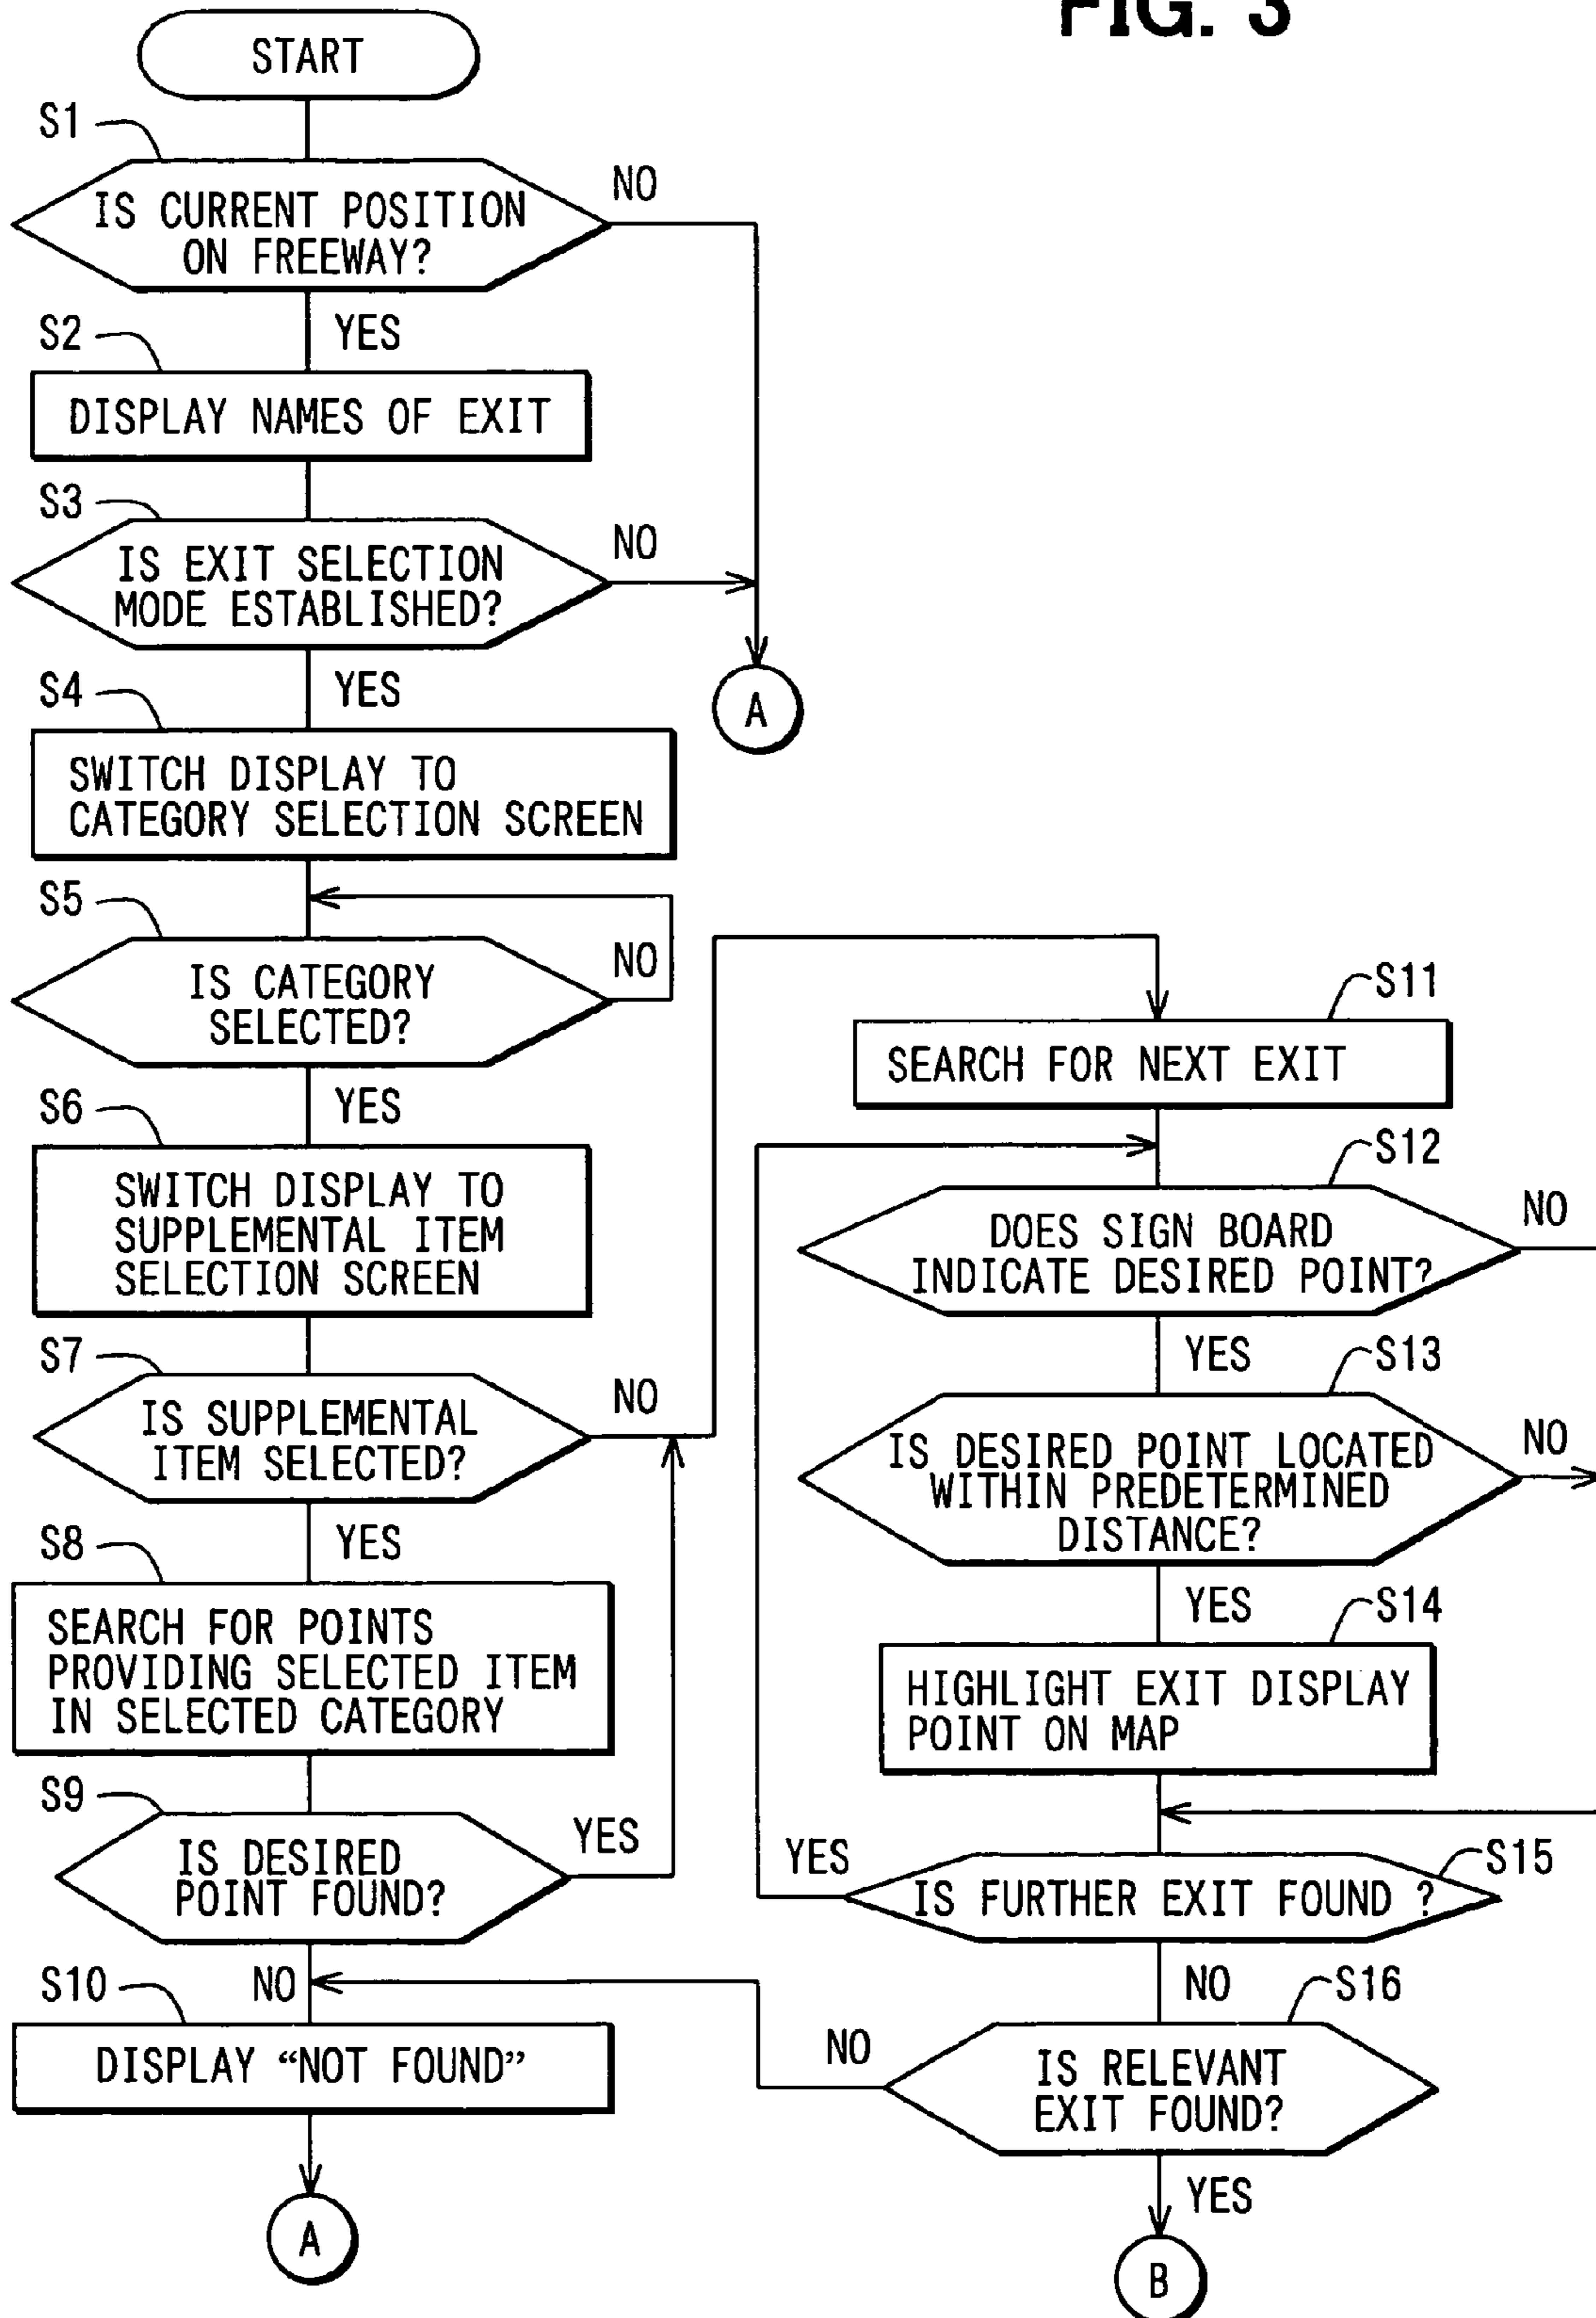 FIG. 3
START
S1
IS CURRENT POSITION
ON FREEWAY?
NO
YES
S2
DISPLAY NAMES OF EXIT
S3
IS EXIT SELECTION
MODE ESTABLISHED?
NO
YES
A
S4
SWITCH DISPLAY TO
CATEGORY SELECTION SCREEN
S5
IS CATEGORY
SELECTED?
NO
YES
S6
SWITCH DISPLAY TO
SUPPLEMENTAL ITEM
SELECTION SCREEN
S7
IS SUPPLEMENTAL
ITEM SELECTED?
NO
YES
S8
SEARCH FOR POINTS
PROVIDING SELECTED ITEM
IN SELECTED CATEGORY
S9
IS DESIRED
POINT FOUND?
YES
NO
S10
DISPLAY “NOT FOUND”
A
S11
SEARCH FOR NEXT EXIT
S12
DOES SIGN BOARD
INDICATE DESIRED POINT?
NO
YES
S13
IS DESIRED POINT LOCATED
WITHIN PREDETERMINED
DISTANCE?
NO
YES
S14
HIGHLIGHT EXIT DISPLAY
POINT ON MAP
S15
IS FURTHER EXIT FOUND ?
YES
NO
S16
IS RELEVANT
EXIT FOUND?
NO
YES
B